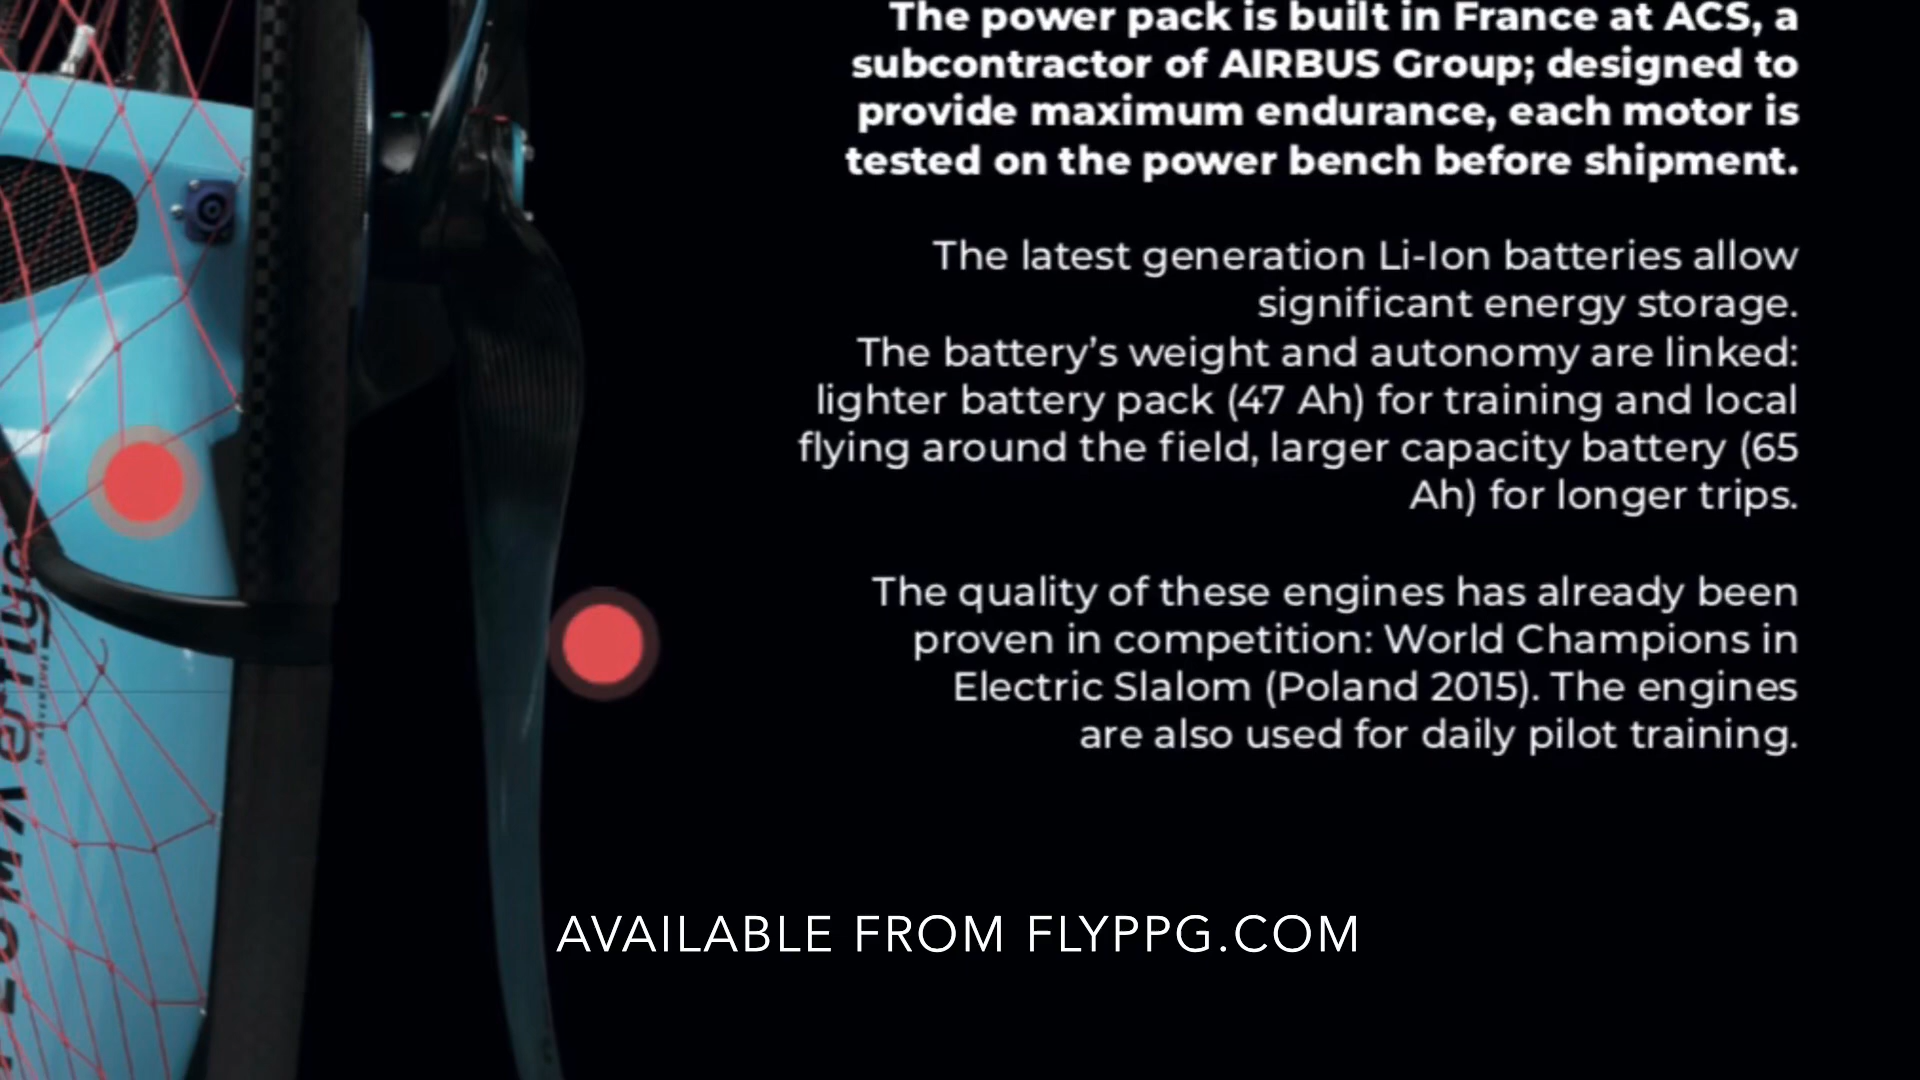 The power pack is built in France at ACS, a
subcontractor of AIRBUS Group; designed to
provide maximum endurance, each motor is
tested on the power bench before shipment.
The latest generation Li-Ion batteries allow
significant energy storage.
The battery’s weight and autonomy are linked:
lighter battery pack (47 Ah) for training and local
flying around the field, larger capacity battery (65
Ah) for longer trips.
The quality of these engines has already been
proven in competition: World Champions in
Electric Slalom (Poland 2015). The engines
are also used for daily pilot training.
AVAILABLE FROM FLYPPG.COM